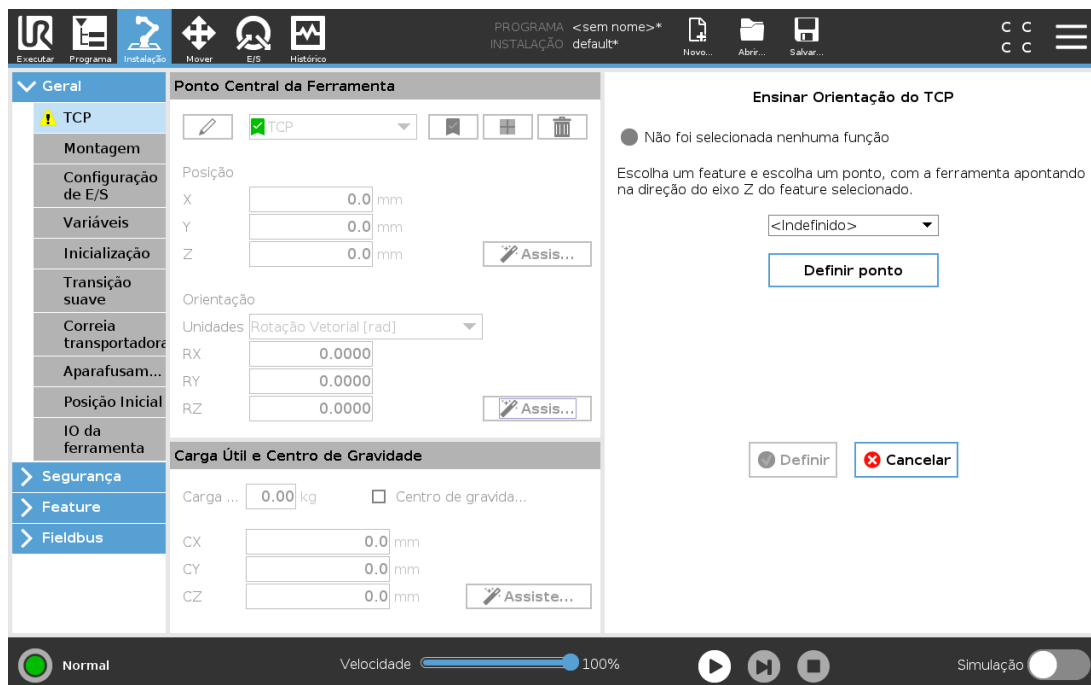 PROGRAMA <sem nome>*
INSTALAÇÃO default*
UR
Executar
Programa
Instalação
Mover
E/S
Histórico
Novo...
Abrir...
Salvar...
C C
C C
Geral
TCP
Montagem
Configuração
de E/S
Variáveis
Inicialização
Transição
suave
Correia
transportadora
Aparafusam...
Posição Inicial
IO da
ferramenta
Segurança
Feature
Fieldbus
Ponto Central da Ferramenta
TCP
Posição
X 0.0 mm
Y 0.0 mm
Z 0.0 mm Assis...
Orientação
Unidades Rotação Vetorial [rad]
RX 0.0000
RY 0.0000
RZ 0.0000 Assis...
Carga Útil e Centro de Gravidade
Carga ... 0.00 kg Centro de gravida...
CX 0.0 mm
CY 0.0 mm
CZ 0.0 mm Assiste...
Ensinar Orientação do TCP
Não foi selecionada nenhuma função
Escolha um feature e escolha um ponto, com a ferramenta apontando
na direção do eixo Z do feature selecionado.
<Indefinido>
Definir ponto
Definir Cancelar
Normal
Velocidade 100%
Simulação